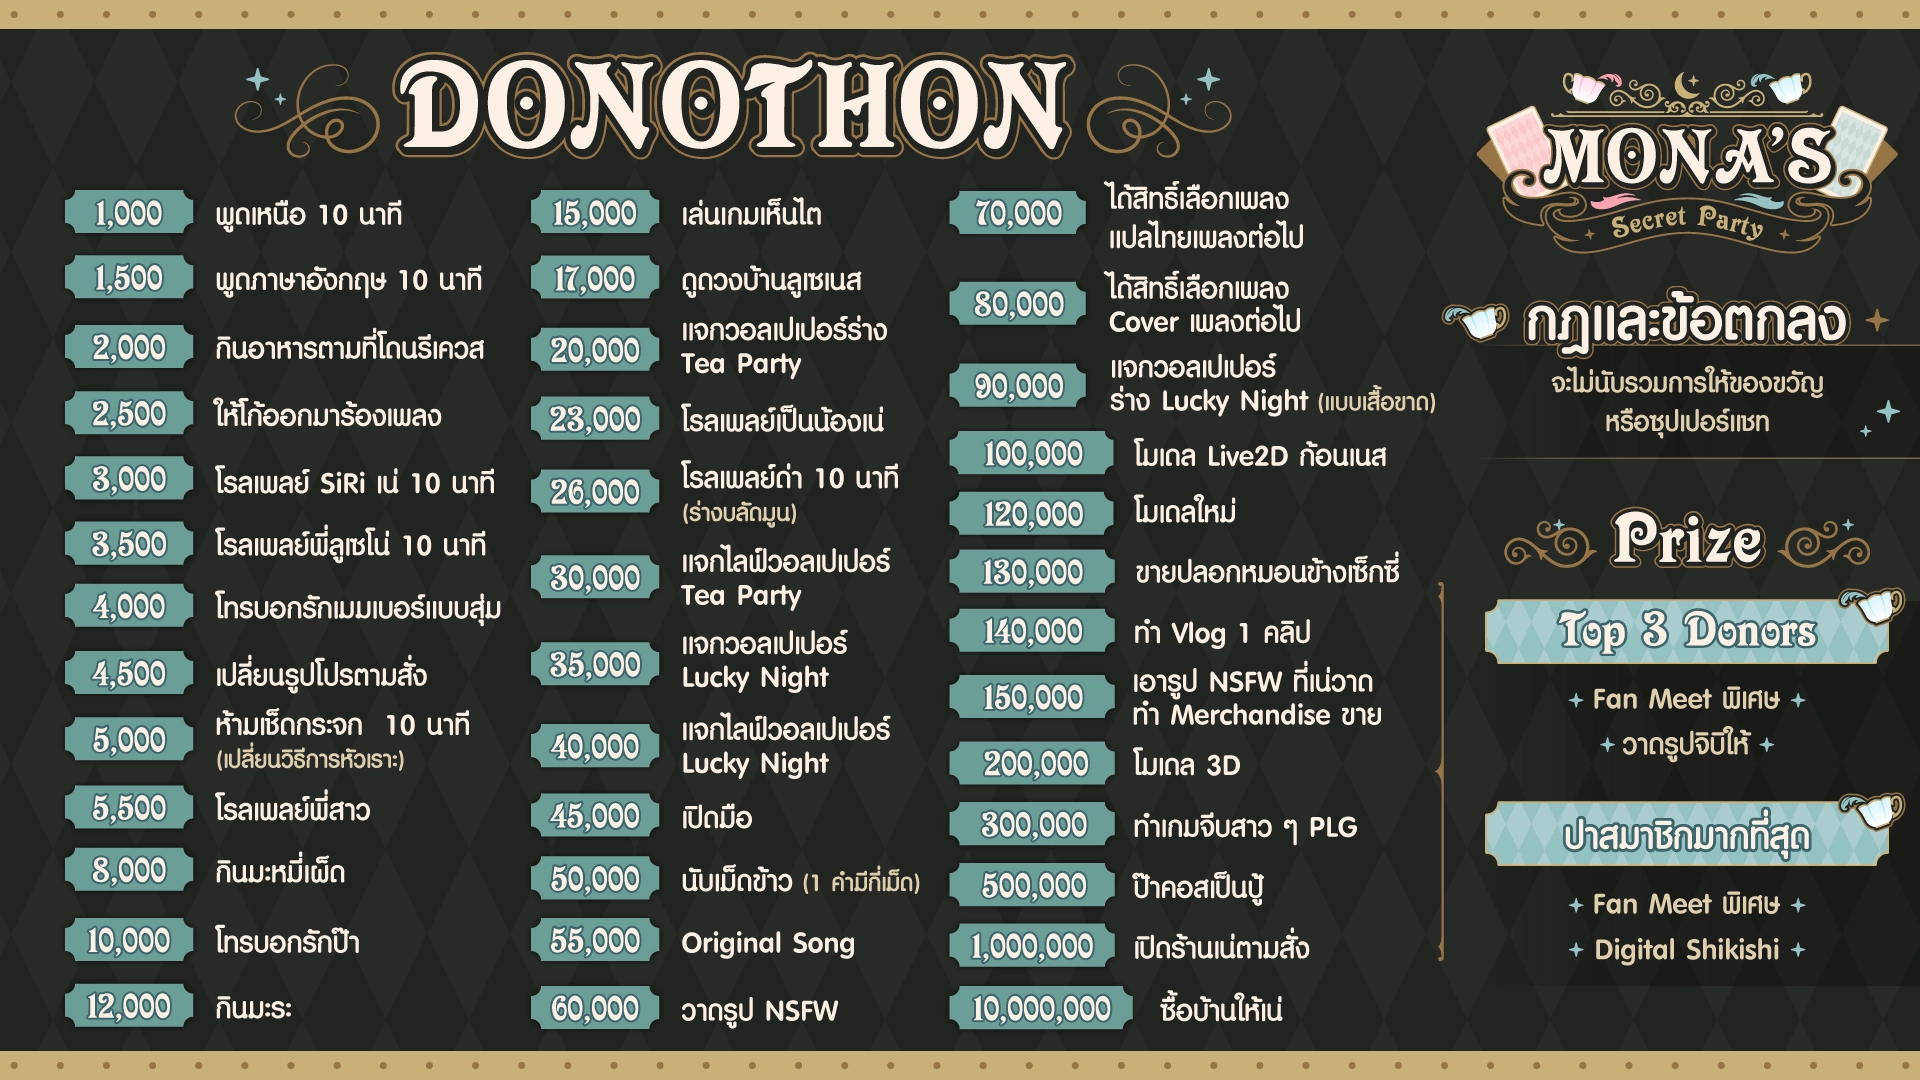 DONOTHON
1,000 พูดเหนือ 10 นาที
1,500 พูดภาษาอังกฤษ 10 นาที
2,000 กินอาหารตามที่โดนรีเควส
2,500 ให้โก้ออกมาร้องเพลง
3,000 โรลเพลย์ SiRi เน่ 10 นาที
3,500 โรลเพลย์พี่ลูเซโน่ 10 นาที
4,000 โทรบอกรักเมมเบอร์แบบสุ่ม
4,500 เปลี่ยนรูปโปรตามสั่ง
5,000 ห้ามเช็ดกระจก 10 นาที
(เปลี่ยนวิธีการหัวเราะ)
5,500 โรลเพลย์พี่สาว
8,000 กินมะหมี่เผ็ด
10,000 โทรบอกรักป๊า
12,000 กินมะระ
15,000 เล่นเกมเห็นไต
17,000 ดูดวงบ้านลูเซเนส
20,000 แจกวอลเปเปอร์ร่าง
Tea Party
23,000 โรลเพลย์เป็นน้องเน่
26,000 โรลเพลย์ด่า 10 นาที
(ร่างบลัดมูน)
30,000 แจกไลฟ์วอลเปเปอร์
Tea Party
35,000 แจกวอลเปเปอร์
Lucky Night
40,000 แจกไลฟ์วอลเปเปอร์
Lucky Night
45,000 เปิดมือ
50,000 นับเม็ดข้าว (1 คำมีกี่เม็ด)
55,000 Original Song
60,000 วาดรูป NSFW
70,000 ได้สิทธิ์เลือกเพลง
แปลไทยเพลงต่อไป
80,000 ได้สิทธิ์เลือกเพลง
Cover เพลงต่อไป
90,000 แจกวอลเปเปอร์
ร่าง Lucky Night (แบบเสื้อขาด)
100,000 โมเดล Live2D ก้อนเนส
120,000 โมเดลใหม่
130,000 ขายปลอกหมอนข้างเซ็กซี่
140,000 ทำ Vlog 1 คลิป
150,000 เอารูป NSFW ที่เน่วาด
ทำ Merchandise ขาย
200,000 โมเดล 3D
300,000 ทำเกมจีบสาว ๆ PLG
500,000 ป๊าคอสเป็นปู้
1,000,000 เปิดร้านเน่ตามสั่ง
10,000,000 ซื้อบ้านให้เน่
MONA'S
Secret Party
กฎและข้อตกลง
จะไม่นับรวมการให้ของขวัญ
หรือซุปเปอร์แชท
Prize
Top 3 Donors
Fan Meet พิเศษ
วาดรูปจิบิให้
ปาสมาชิกมากที่สุด
Fan Meet พิเศษ
Digital Shikishi